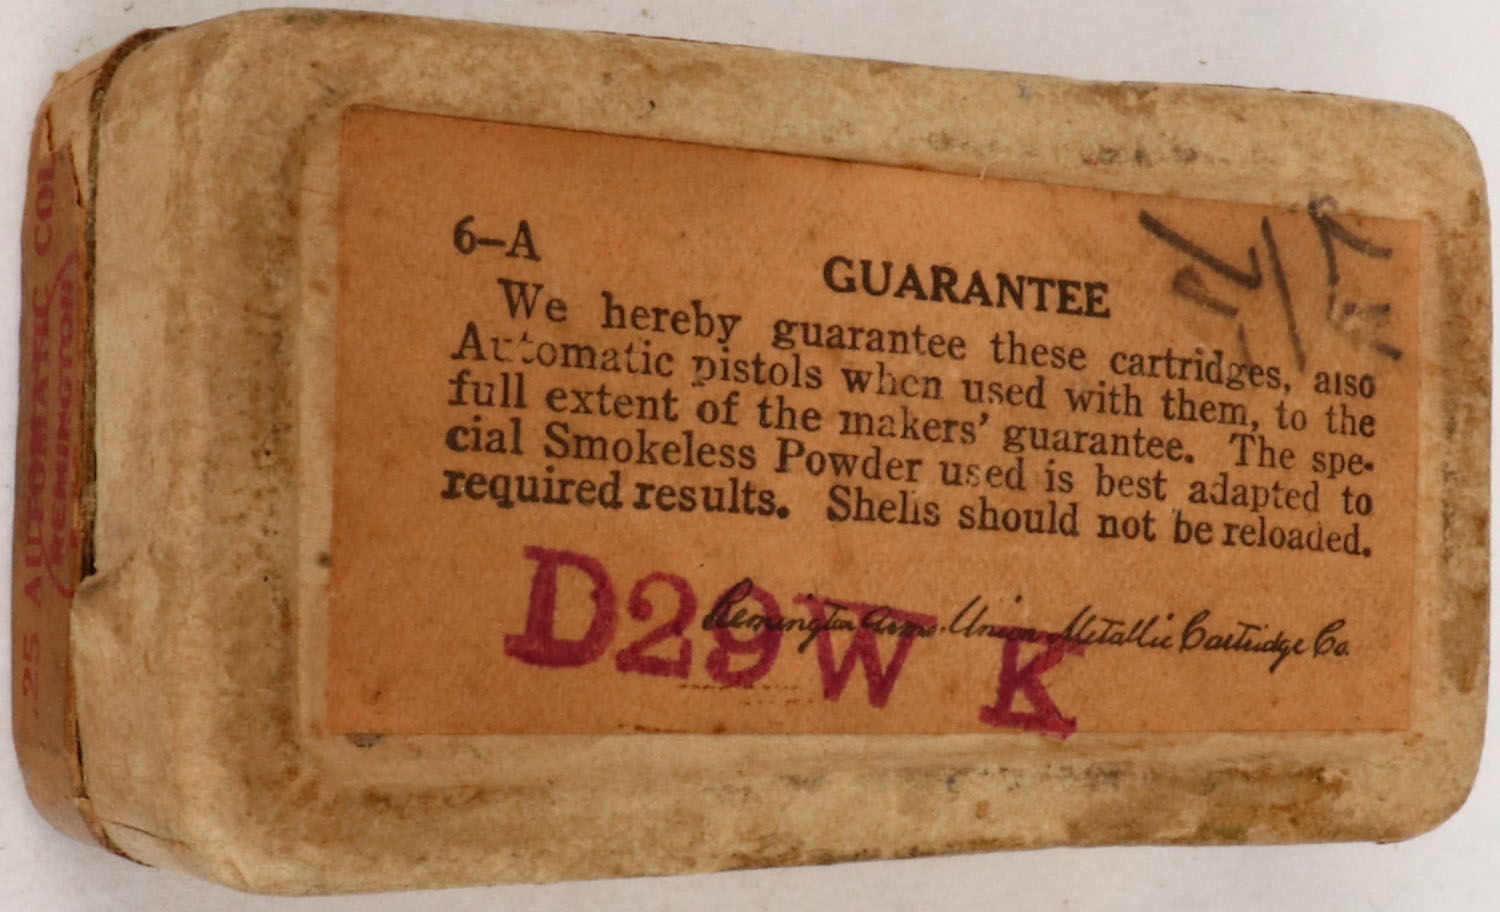 6–A
GUARANTEE
We hereby guarantee these cartridges, also
Automatic pistols when used with them, to the
full extent of the makers' guarantee. The spe-
cial Smokeless Powder used is best adapted to
required results. Shells should not be reloaded.
D29W K
Remington Arms. Union Metallic Cartridge Co.
.25 AUTOMATIC COL
REMINGTON